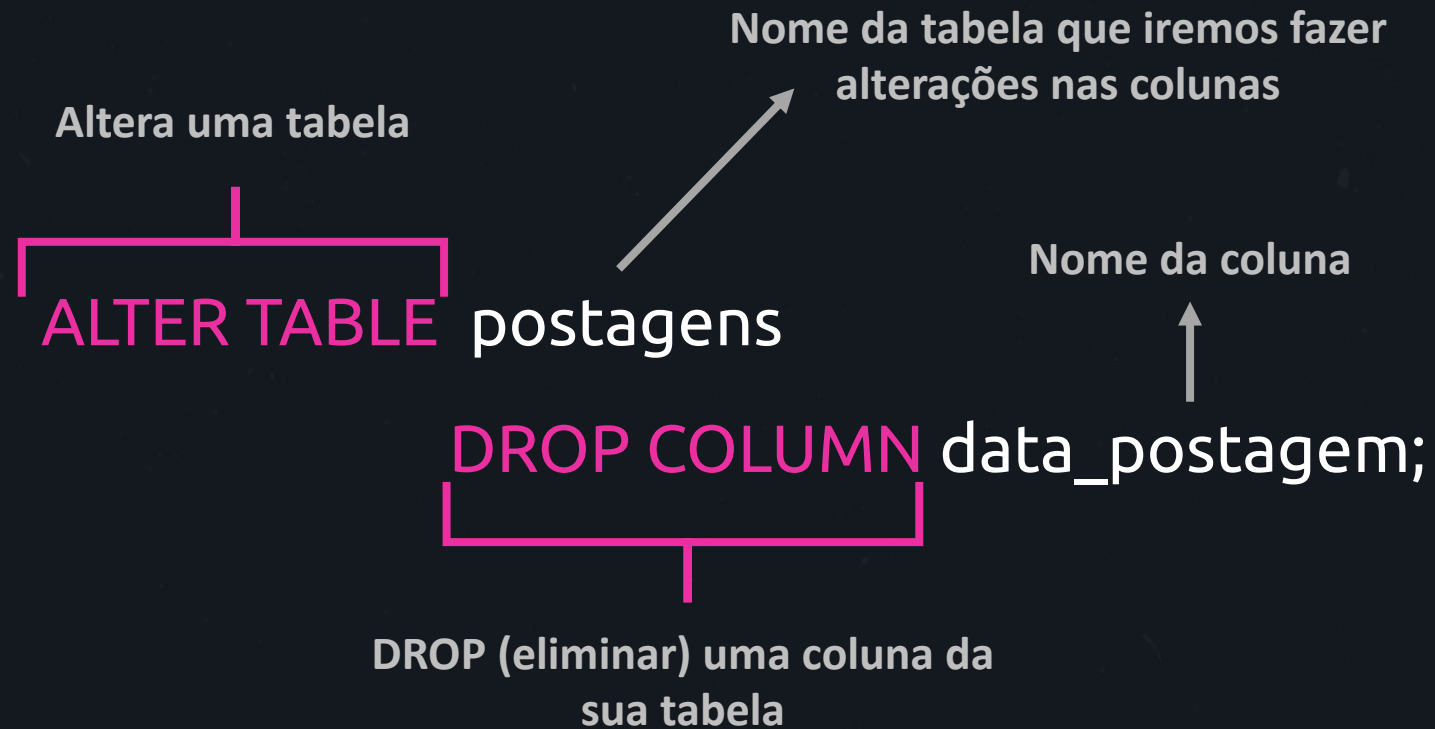 Nome da tabela que iremos fazer
alterações nas colunas
Altera uma tabela
Nome da coluna
ALTER TABLE postagens
DROP COLUMN data_postagem;
DROP (eliminar) uma coluna da
sua tabela